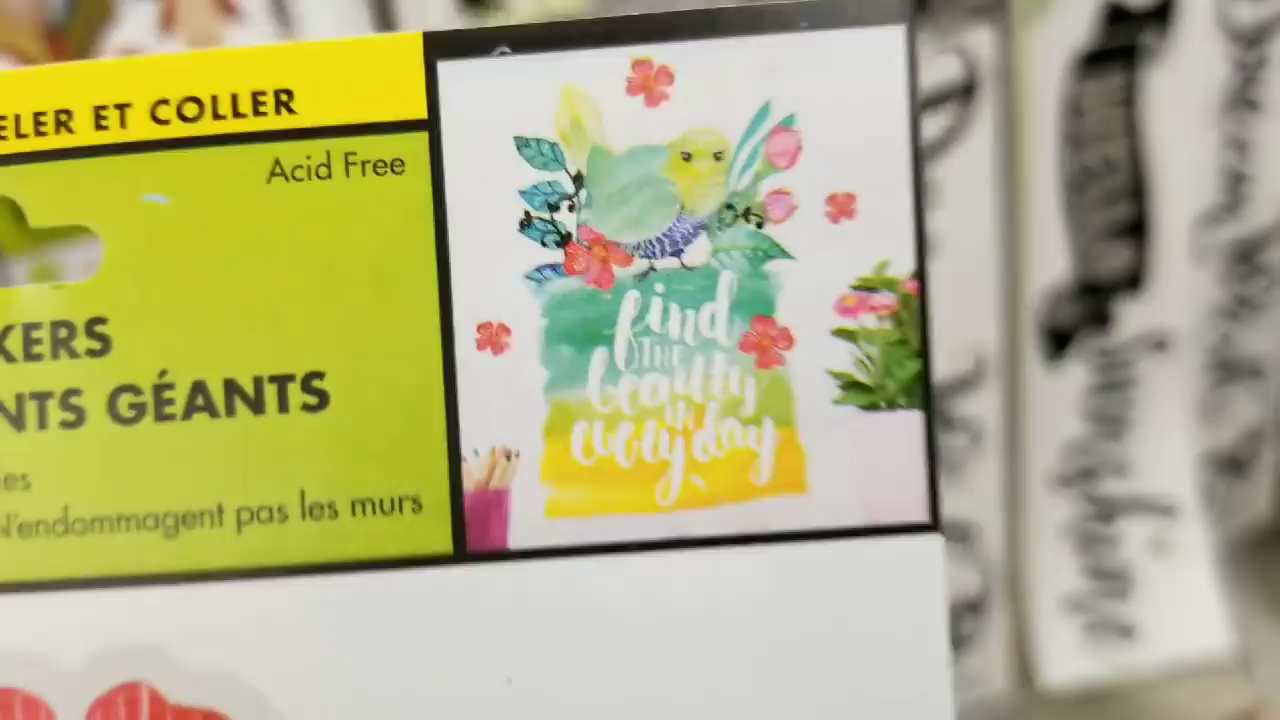 ELER ET COLLER
Acid Free
KERS
NTS GÉANTS
es
N'endommagent pas les murs
find
THE
beauty
IN
everyday